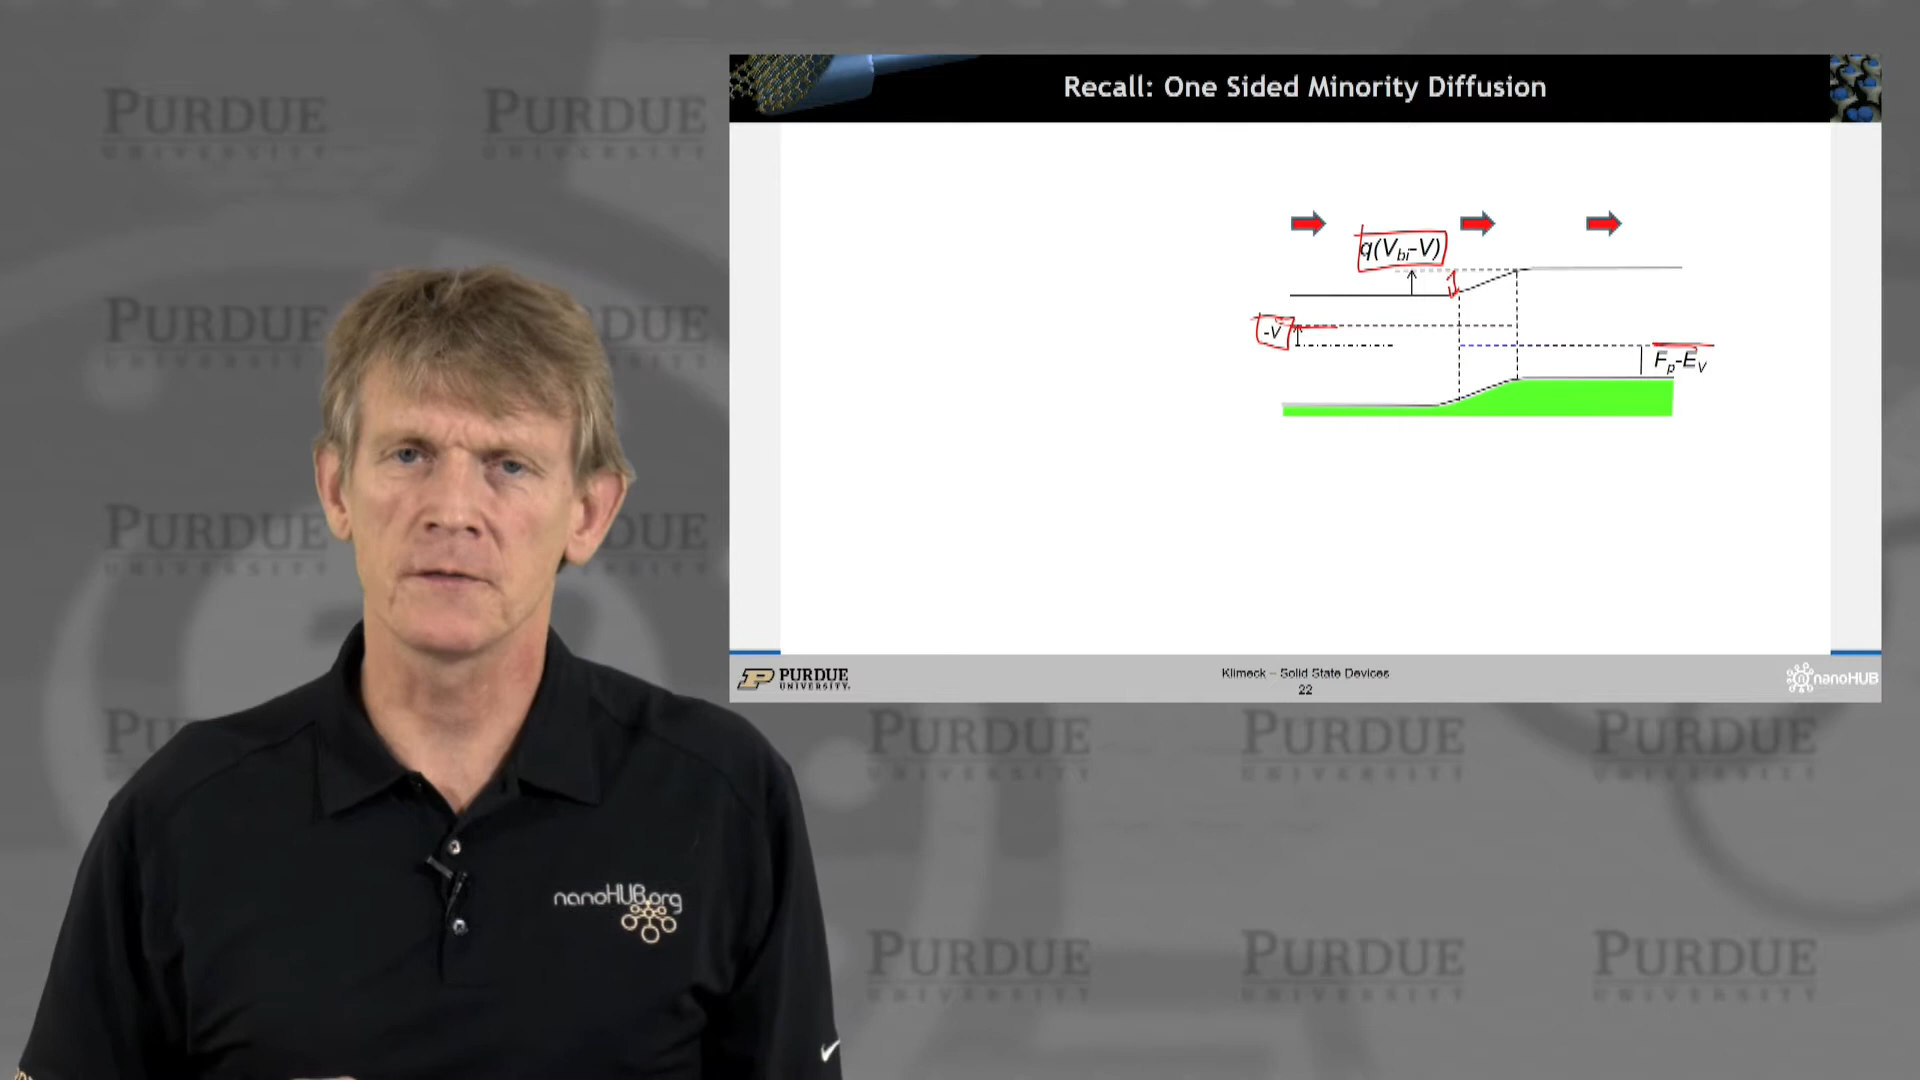 PURDUE
UNIVERSITY
PURDUE
UNIVERSITY
Recall: One Sided Minority Diffusion
q(Vbi-V)
-V
Fp-EV
PURDUE
UNIVERSITY
PURDUE
PURDUE
UNIVERSITY
PURDUE
UNIVERSITY.
Klimeck – Solid State Devices
22
nanoHUB
PURDUE
UNIVERSITY
PURDUE
UNIVERSITY
PURDUE
UNIVERSITY
nanoHUB.org
PURDUE
UNIVERSITY
PURDUE
UNIVERSITY
PURDUE
UNIVERSITY